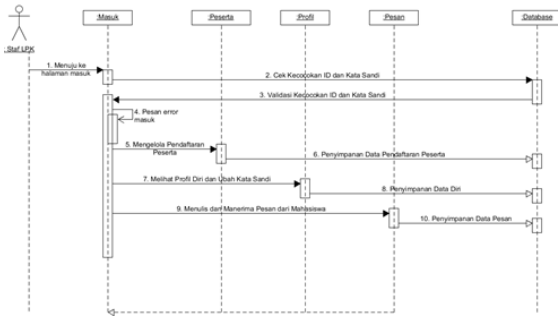 :Masuk
:Peserta
:Profil
:Pesan
:Database
: Staf LPK
1. Menuju ke
halaman masuk
2. Cek Kecocokan ID dan Kata Sandi
3. Validasi Kecocokan ID dan Kata Sandi
4. Pesan error
masuk
5. Mengelola Pendaftaran
Peserta
6. Penyimpanan Data Pendaftaran Peserta
7. Melihat Profil Diri dan Ubah Kata Sandi
8. Penyimpanan Data Diri
9. Menulis dan Manerima Pesan dari Mahasiswa
10. Penyimpanan Data Pesan